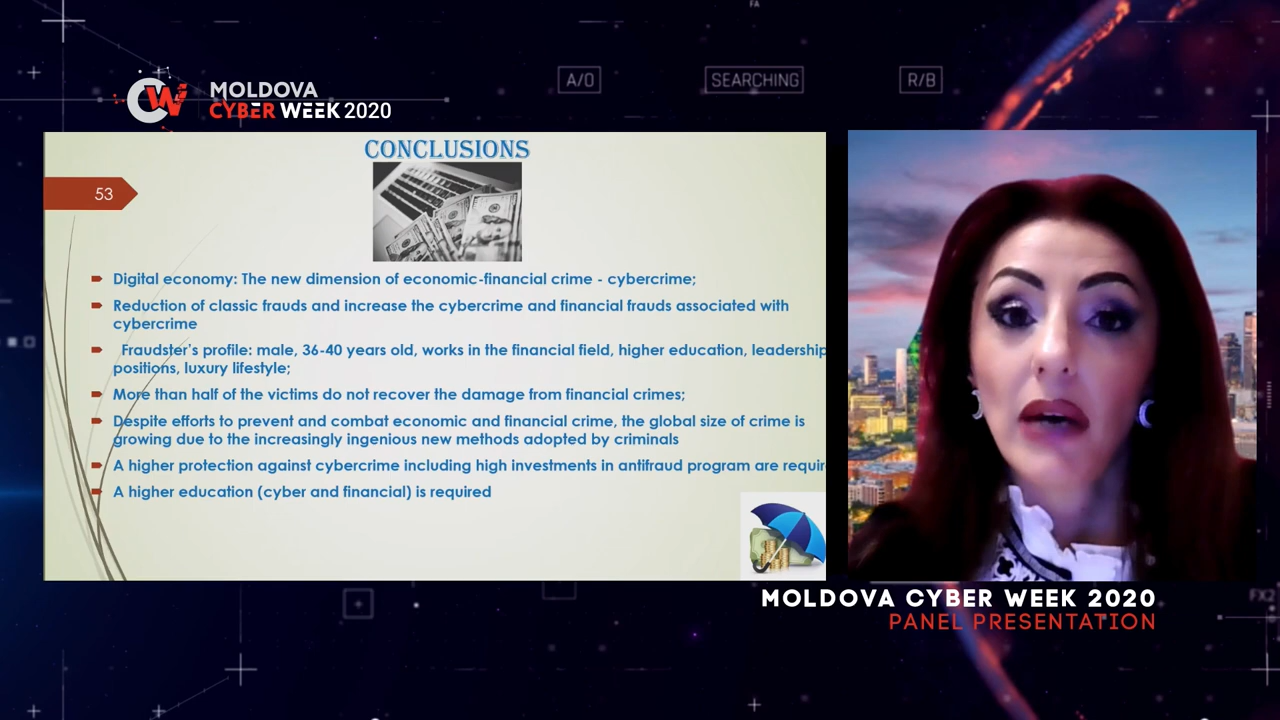 FA
A/O
SEARCHING
R/B
CW
MOLDOVA
CYBER WEEK 2020
CONCLUSIONS
53
Digital economy: The new dimension of economic-financial crime - cybercrime;
Reduction of classic frauds and increase the cybercrime and financial frauds associated with
cybercrime
Fraudster's profile: male, 36-40 years old, works in the financial field, higher education, leadership
positions, luxury lifestyle;
More than half of the victims do not recover the damage from financial crimes;
Despite efforts to prevent and combat economic and financial crime, the global size of crime is
growing due to the increasingly ingenious new methods adopted by criminals
A higher protection against cybercrime including high investments in antifraud program are requir
A higher education (cyber and financial) is required
MOLDOVA CYBER WEEK 2020
PANEL PRESENTATION
FX2